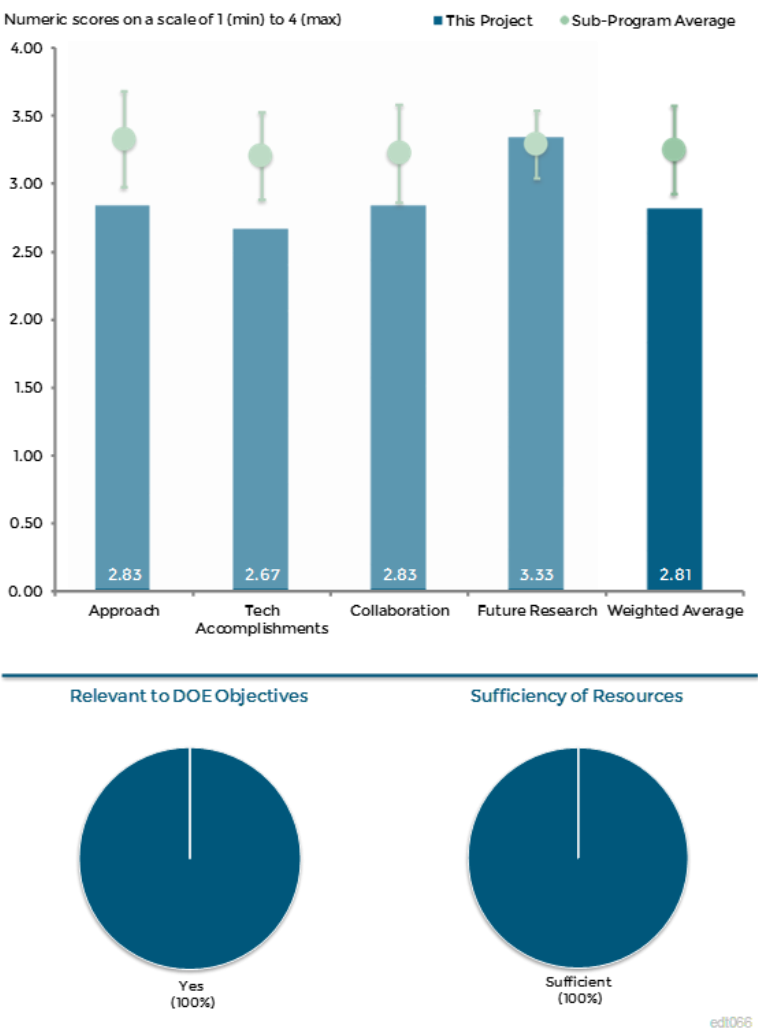 Numeric scores on a scale of 1 (min) to 4 (max)
This Project
Sub-Program Average
4.00
3.50
3.00
2.50
2.00
1.50
1.00
0.50
0.00
2.83
2.67
2.83
3.33
2.81
Approach
Tech
Accomplishments
Collaboration
Future Research
Weighted Average
Relevant to DOE Objectives
Sufficiency of Resources
Yes
(100%)
Sufficient
(100%)
edt066